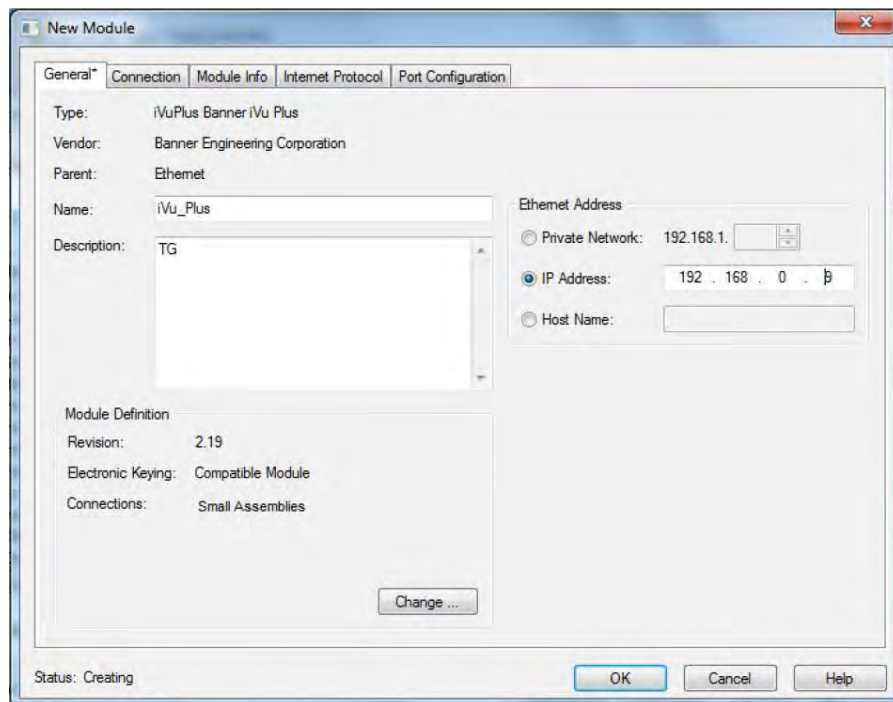 New Module
General* Connection Module Info Internet Protocol Port Configuration
Type: iVuPlus Banner iVu Plus
Vendor: Banner Engineering Corporation
Parent: Ethernet
Name: iVu_Plus
Description: TG
Ethernet Address
Private Network: 192.168.1.
IP Address: 192 . 168 . 0 . 9
Host Name:
Module Definition
Revision: 2.19
Electronic Keying: Compatible Module
Connections: Small Assemblies
Change ...
Status: Creating
OK Cancel Help